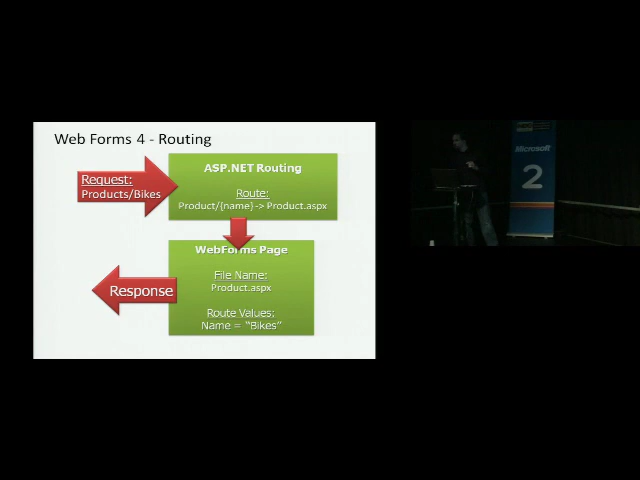 Web Forms 4 - Routing
Request:
Products/Bikes
ASP.NET Routing
Route:
Product/{name}-> Product.aspx
WebForms Page
File Name:
Product.aspx
Route Values:
Name = "Bikes"
Response
Microsoft
2